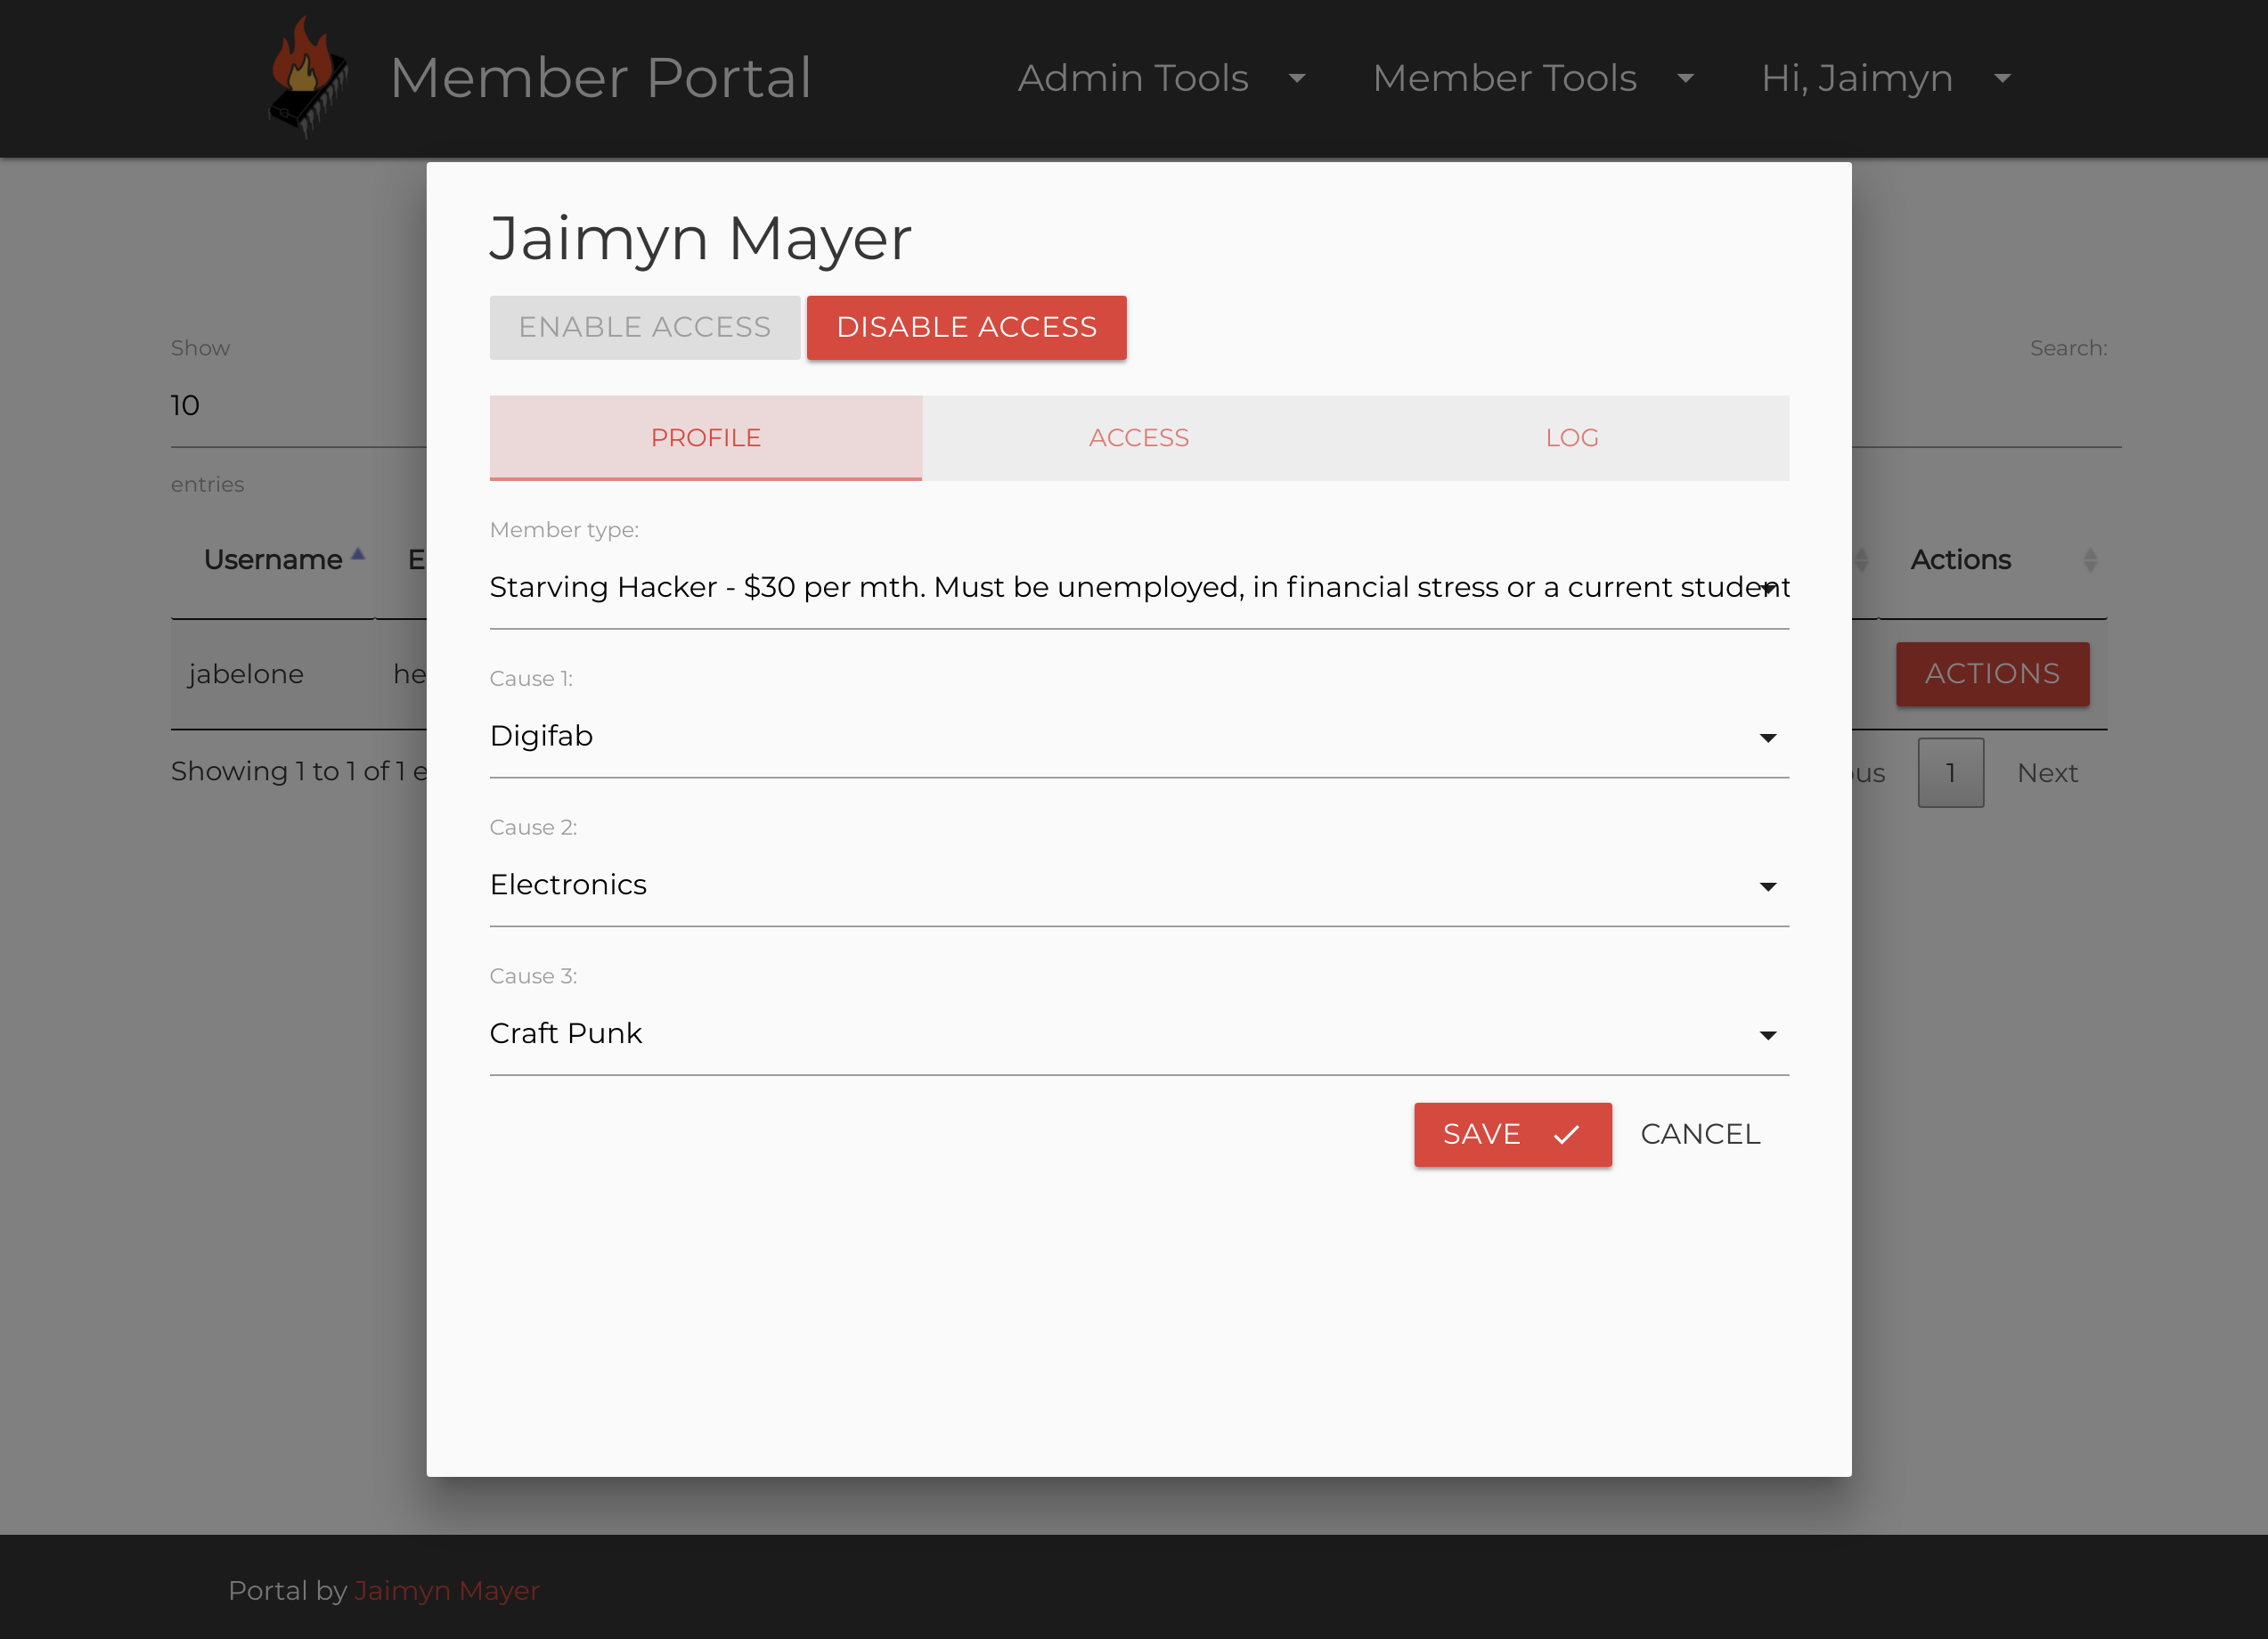 Member Portal
Admin Tools
Member Tools
Hi, Jaimyn
Jaimyn Mayer
ENABLE ACCESS
DISABLE ACCESS
Show
Search:
10
PROFILE
ACCESS
LOG
entries
Member type:
Username
Actions
Starving Hacker - $30 per mth. Must be unemployed, in financial stress or a current student
jabelone
ACTIONS
Cause 1:
Digifab
Showing 1 to 1 of 1
1
Next
Cause 2:
Electronics
Cause 3:
Craft Punk
SAVE
CANCEL
Portal by Jaimyn Mayer